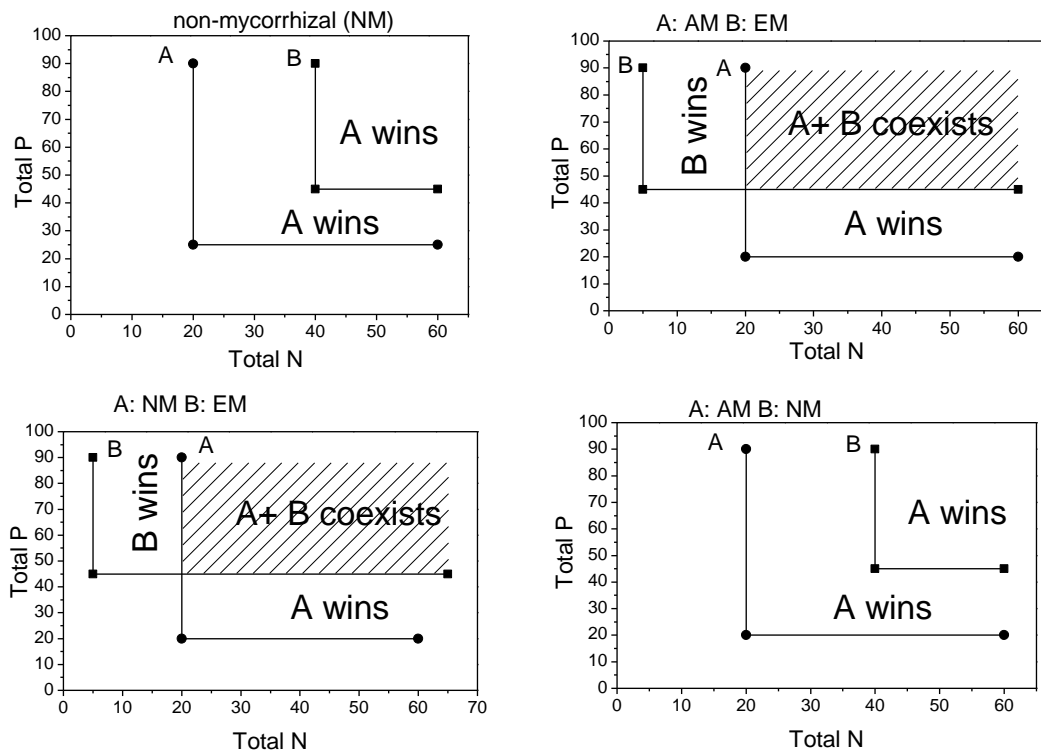 non-mycorrhizal (NM)
100
90
80
70
60
50
40
30
20
10
0
Total P
A
B
A wins
A wins
0 10 20 30 40 50 60
Total N
A: AM B: EM
100
90
80
70
60
50
40
30
20
10
0
Total P
B
A
B wins
A+ B coexists
A wins
0 10 20 30 40 50 60
Total N
A: NM B: EM
100
90
80
70
60
50
40
30
20
10
0
Total P
B
A
B wins
A+ B coexists
A wins
0 10 20 30 40 50 60 70
Total N
A: AM B: NM
100
90
80
70
60
50
40
30
20
10
0
Total P
A
B
A wins
A wins
0 10 20 30 40 50 60
Total N